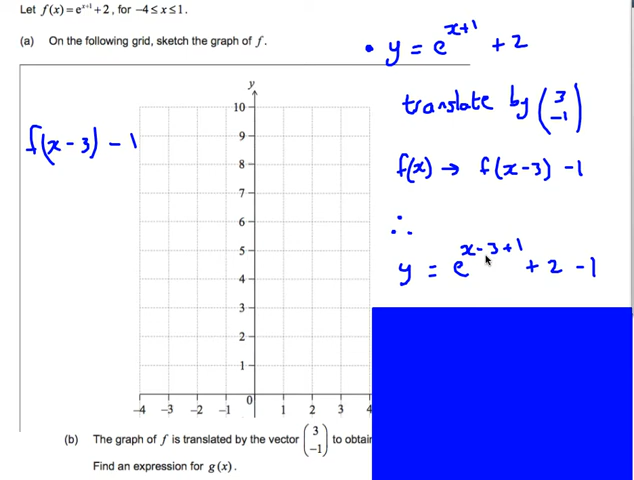 Let f(x) = e^{x+1} + 2, for −4 ≤ x ≤ 1.
(a) On the following grid, sketch the graph of f.
• y = e^{x+1} + 2
translate by (3 −1)
f(x − 3) − 1
f(x) → f(x − 3) − 1
∴
y = e^{x−3+1} + 2 − 1
y
10
9
8
7
6
5
4
3
2
1
0
−4 −3 −2 −1 1 2 3 4
(b) The graph of f is translated by the vector (3 −1) to obtain
Find an expression for g(x).